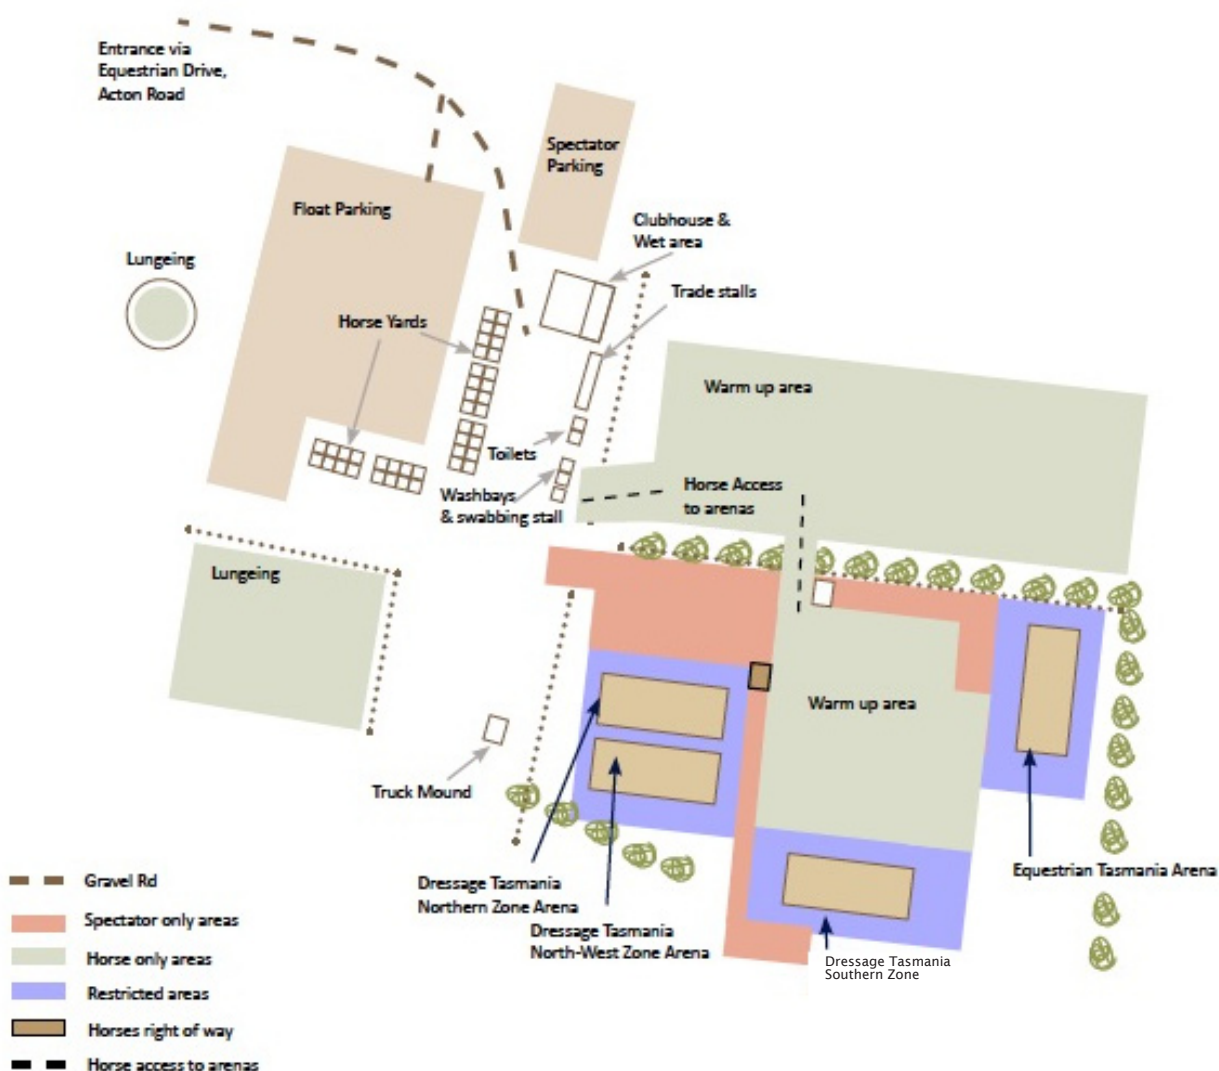 Entrance via
Equestrian Drive,
Acton Road
Spectator
Parking
Float Parking
Clubhouse &
Wet area
Lungeing
Trade stalls
Horse Yards
Warm up area
Toilets
Horse Access
to arenas
Washbays
& swabbing stall
Lungeing
Warm up area
Truck Mound
Equestrian Tasmania Arena
Dressage Tasmania
Northern Zone Arena
Dressage Tasmania
North-West Zone Arena
Dressage Tasmania
Southern Zone
Gravel Rd
Spectator only areas
Horse only areas
Restricted areas
Horses right of way
Horse access to arenas